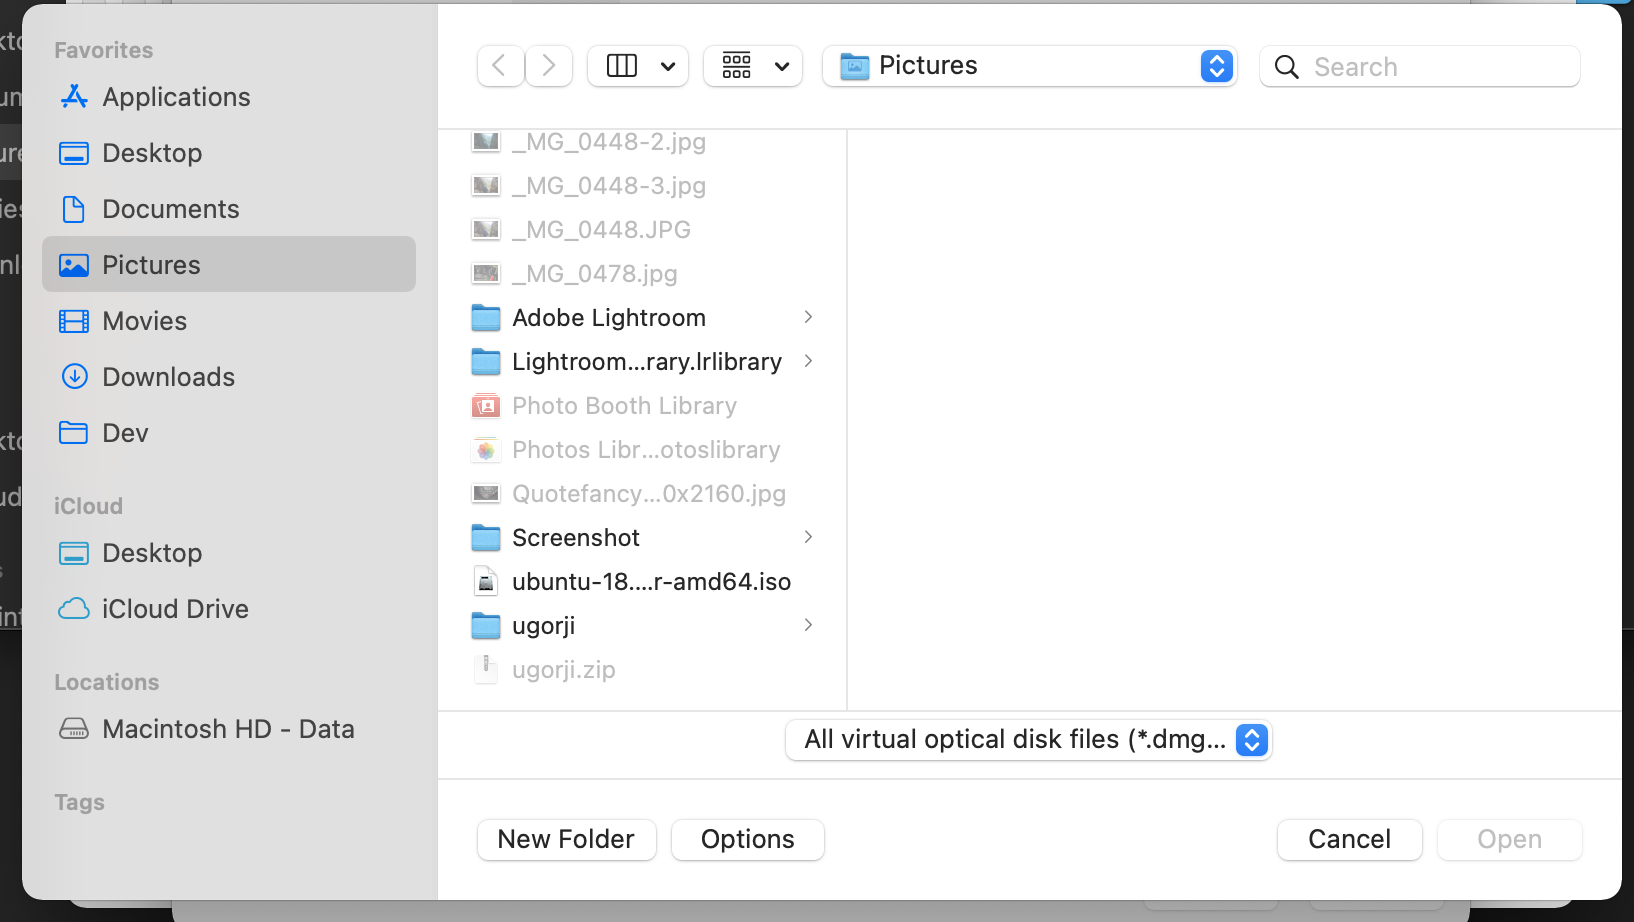 Favorites
Applications
Desktop
Documents
Pictures
Movies
Downloads
Dev
iCloud
Desktop
iCloud Drive
Locations
Macintosh HD - Data
Tags
Pictures
Search
_MG_0448-2.jpg
_MG_0448-3.jpg
_MG_0448.JPG
_MG_0478.jpg
Adobe Lightroom
Lightroom...rary.lrlibrary
Photo Booth Library
Photos Libr...otoslibrary
Quotefancy...0x2160.jpg
Screenshot
ubuntu-18....r-amd64.iso
ugorji
ugorji.zip
All virtual optical disk files (*.dmg...
New Folder
Options
Cancel
Open